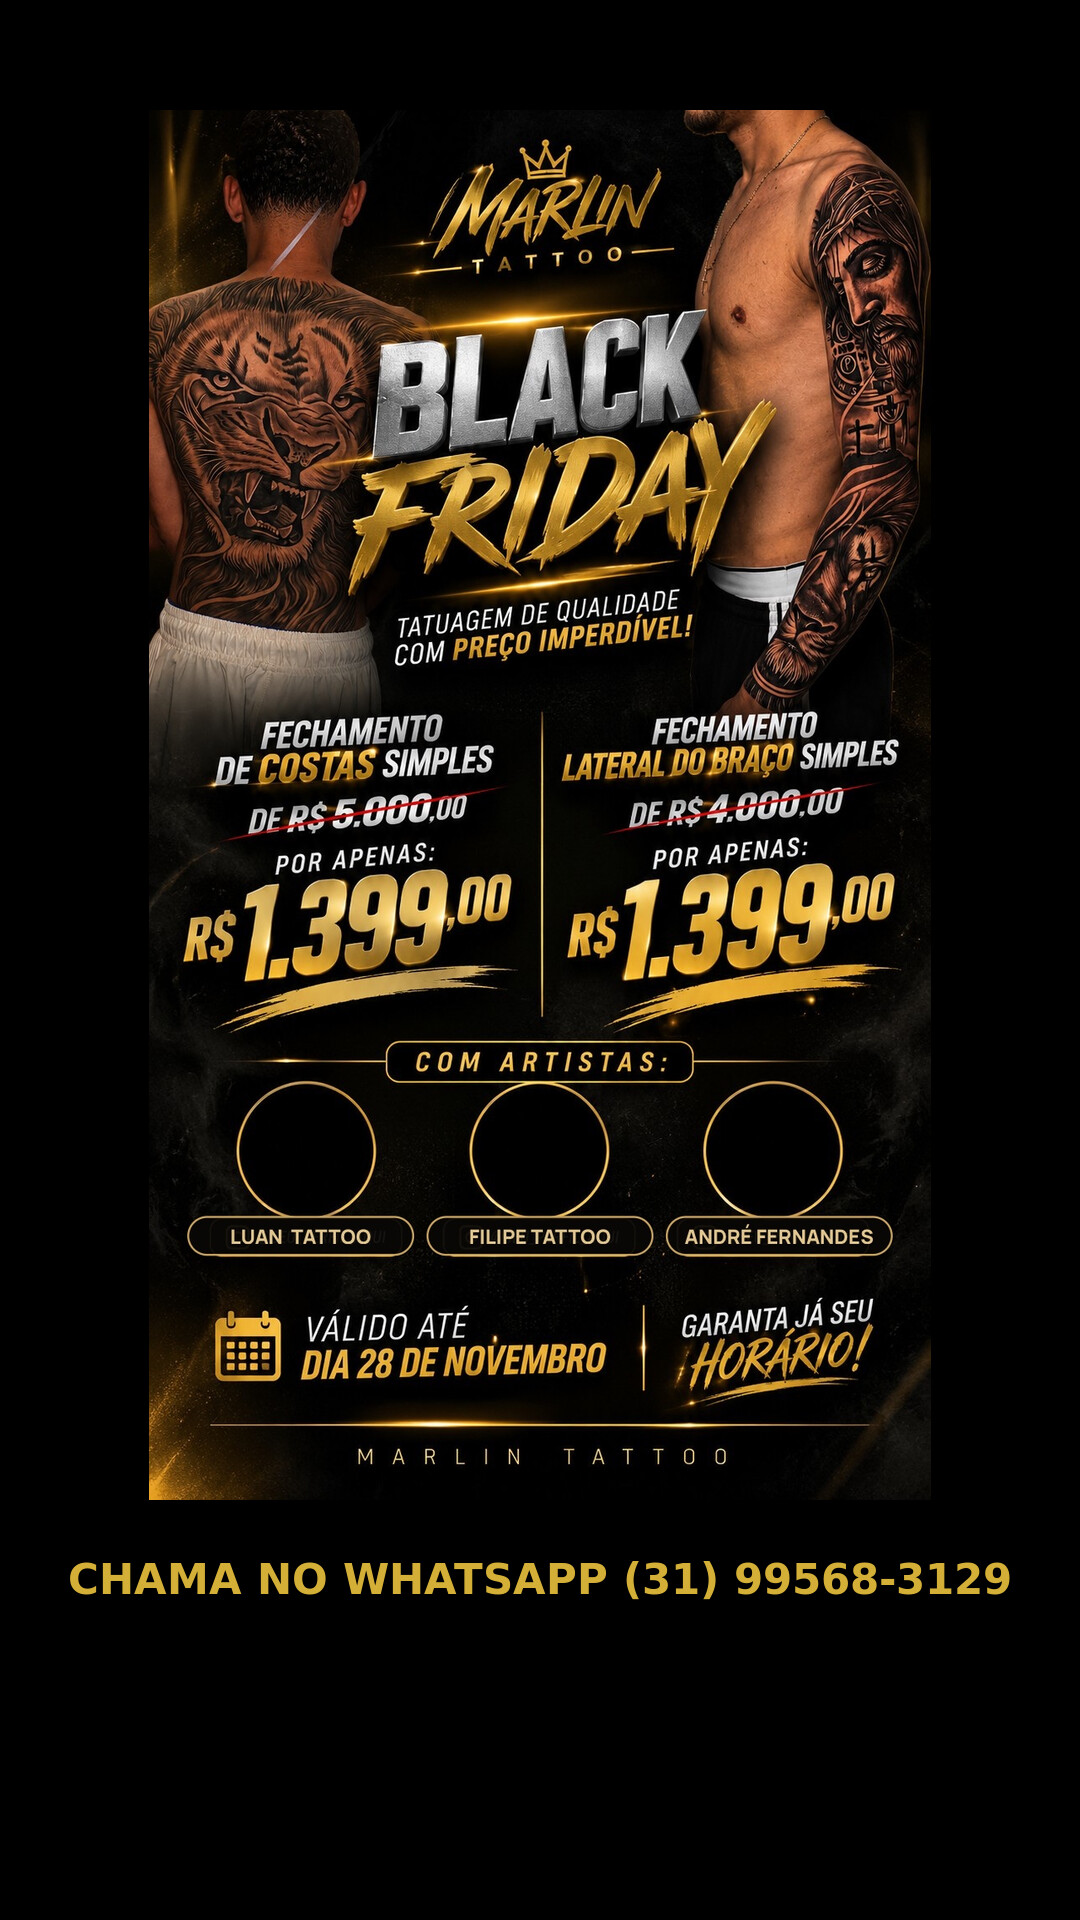 MARLIN
TATTOO
BLACK
FRIDAY
TATUAGEM DE QUALIDADE
COM PREÇO IMPERDÍVEL!
FECHAMENTO
DE COSTAS SIMPLES
DE R$ 5.000,00
POR APENAS:
R$ 1.399,00
FECHAMENTO
LATERAL DO BRAÇO SIMPLES
DE R$ 4.000,00
POR APENAS:
R$ 1.399,00
COM ARTISTAS:
LUAN TATTOO
FILIPE TATTOO
ANDRÉ FERNANDES
VÁLIDO ATÉ
DIA 28 DE NOVEMBRO
GARANTA JÁ SEU
HORÁRIO!
MARLIN TATTOO
CHAMA NO WHATSAPP (31) 99568-3129